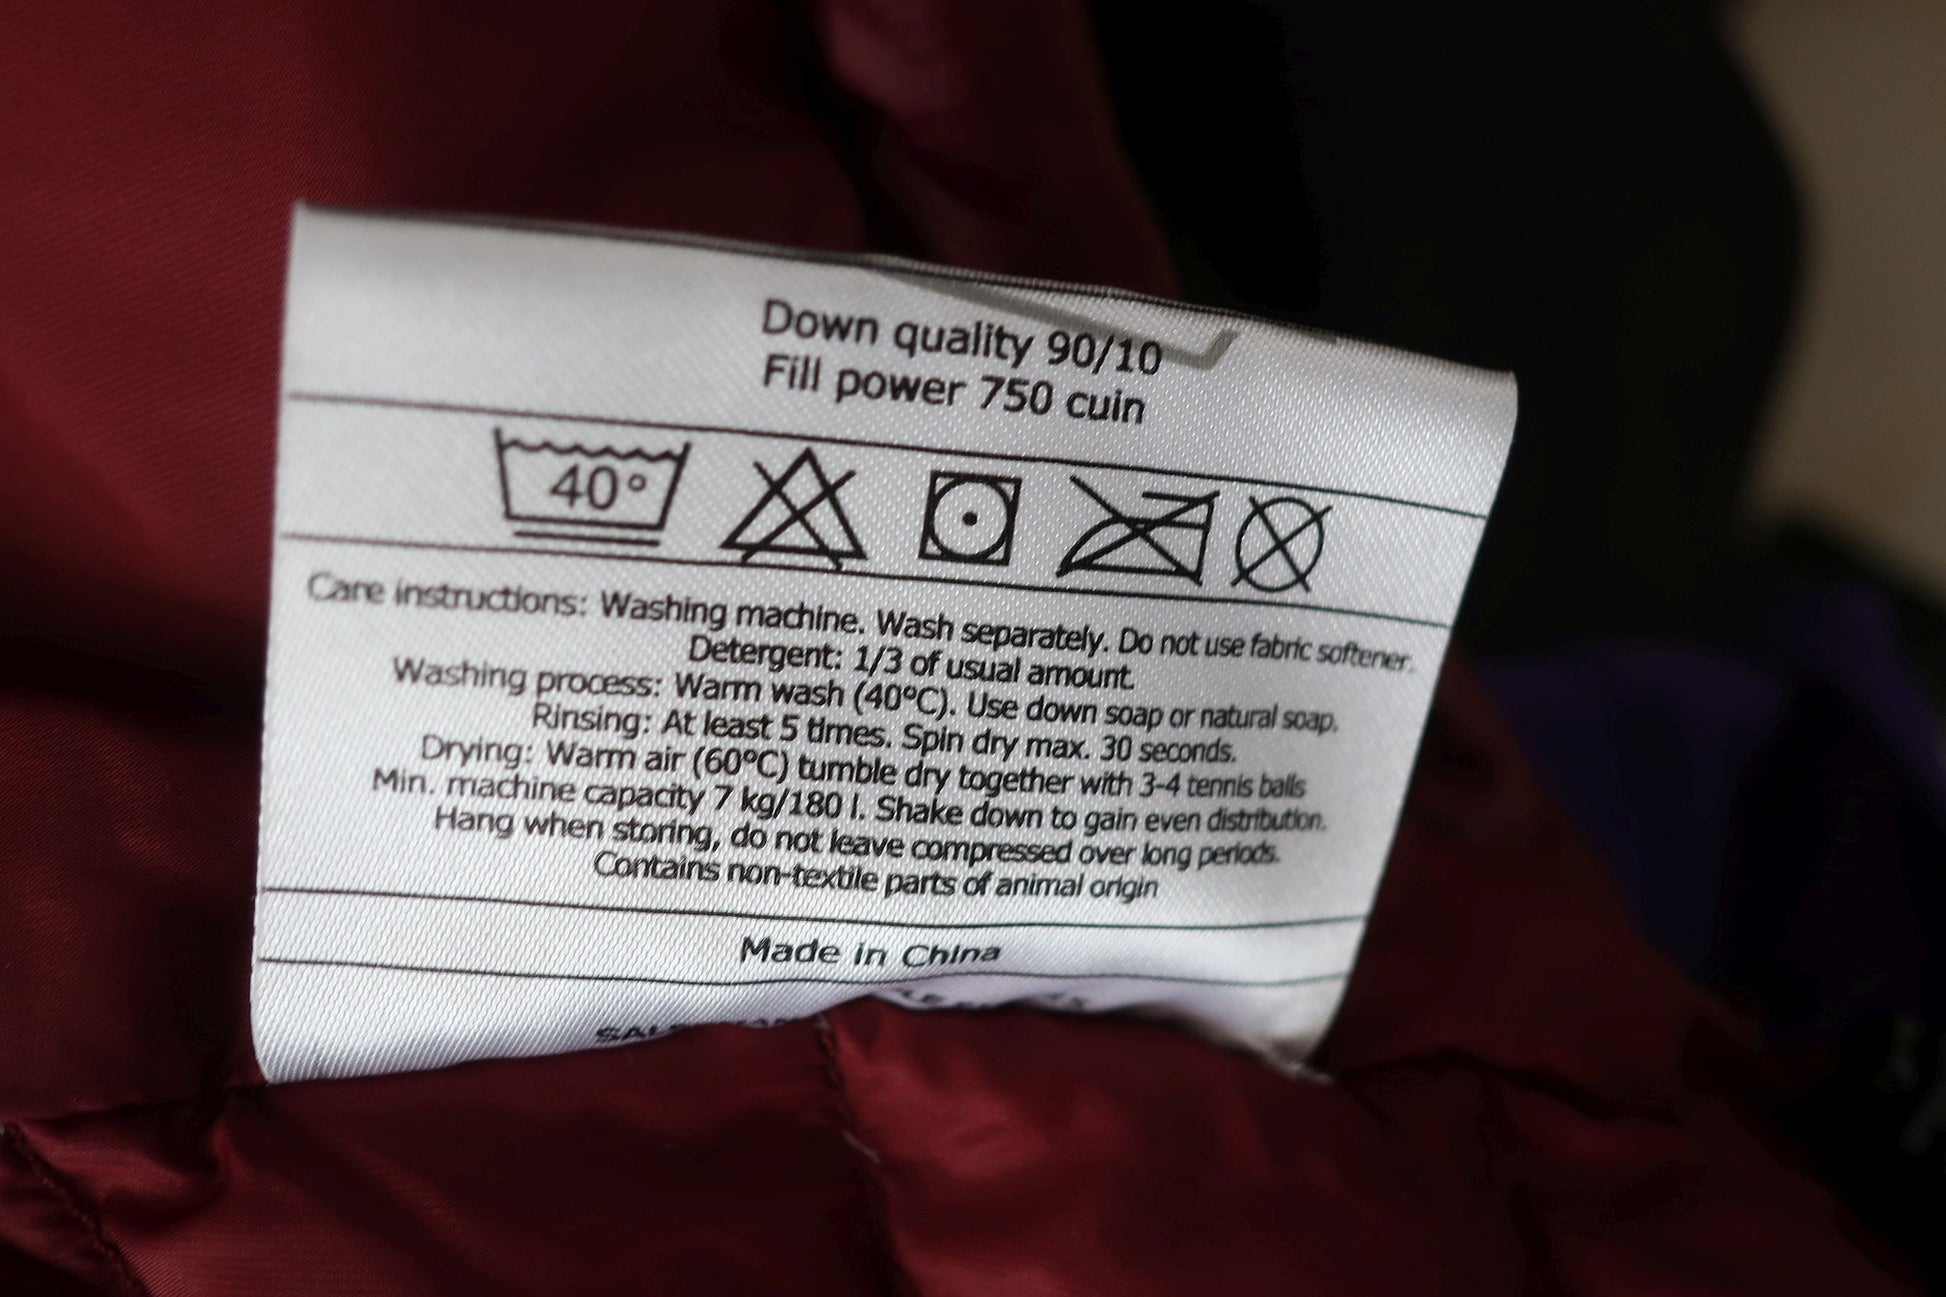 Down quality 90/10
Fill power 750 cuin
40°
Care instructions: Washing machine. Wash separately. Do not use fabric softener.
Detergent: 1/3 of usual amount.
Washing process: Warm wash (40°C). Use down soap or natural soap.
Rinsing: At least 5 times. Spin dry max. 30 seconds.
Drying: Warm air (60°C) tumble dry together with 3-4 tennis balls
Min. machine capacity 7 kg/180 l. Shake down to gain even distribution.
Hang when storing, do not leave compressed over long periods.
Contains non-textile parts of animal origin
Made in China